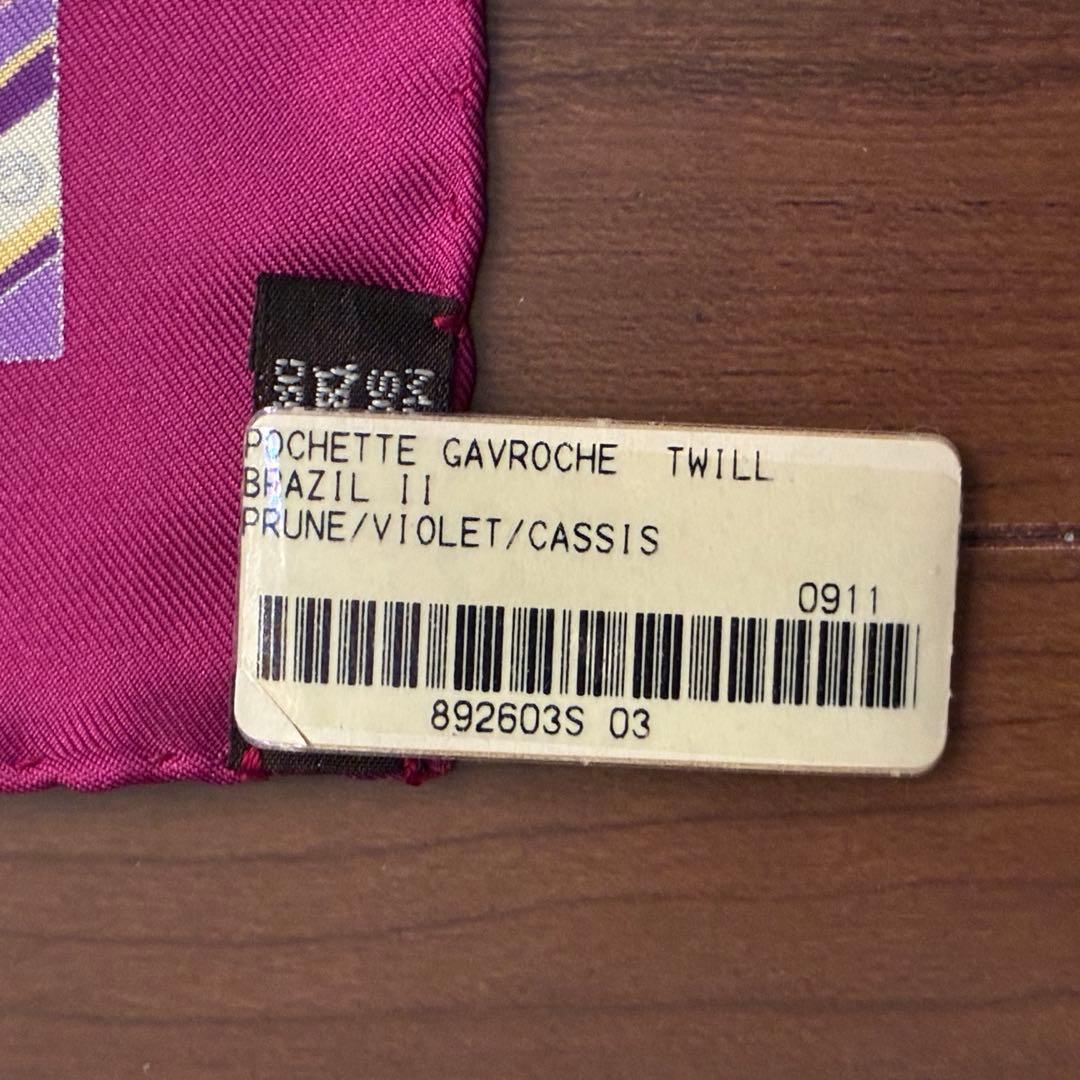 POCHETTE GAVROCHE TWILL
BRAZIL II
PRUNE/VIOLET/CASSIS
0911
892603S 03